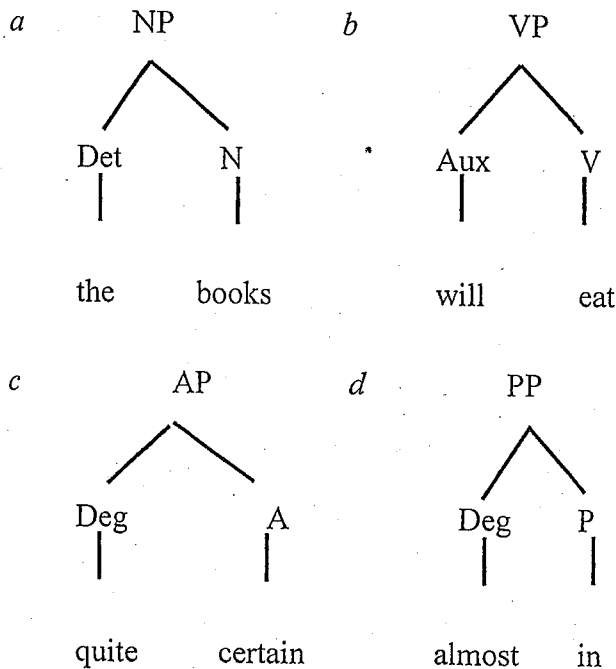 a NP b VP
Det N Aux V
the books will eat
c AP d PP
Deg A Deg P
quite certain almost in